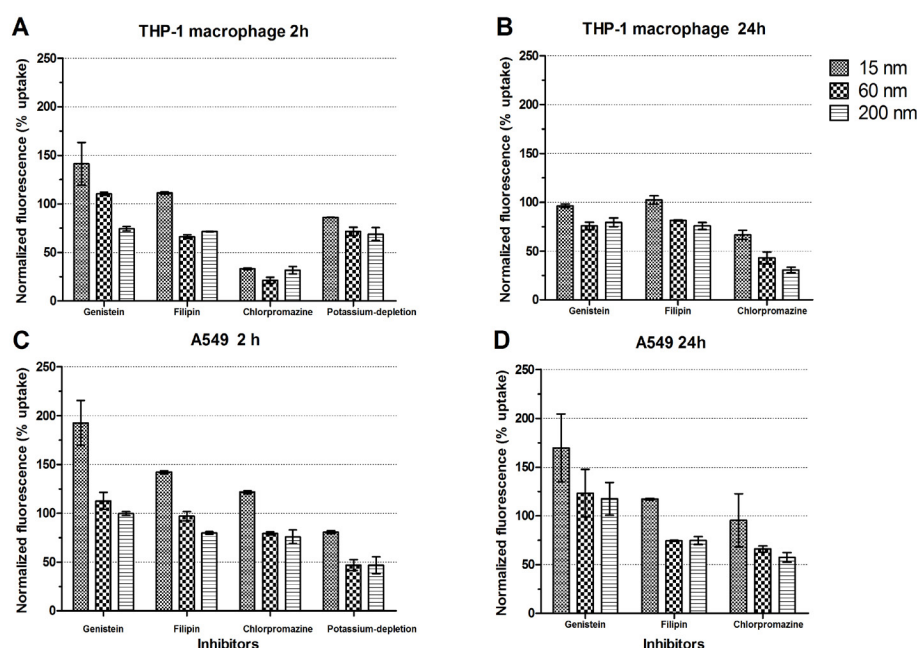 A
THP-1 macrophage 2h
Normalized fluorescence (% uptake)
250
200
150
100
50
0
Genistein
Filipin
Chlorpromazine
Potassium-depletion
B
THP-1 macrophage 24h
Normalized fluorescence (% uptake)
250
200
150
100
50
0
Genistein
Filipin
Chlorpromazine
15 nm
60 nm
200 nm
C
A549 2 h
Normalized fluorescence (% uptake)
250
200
150
100
50
0
Genistein
Filipin
Chlorpromazine
Potassium-depletion
Inhibitors
D
A549 24h
Normalized fluorescence (% uptake)
250
200
150
100
50
0
Genistein
Filipin
Chlorpromazine
Inhibitors